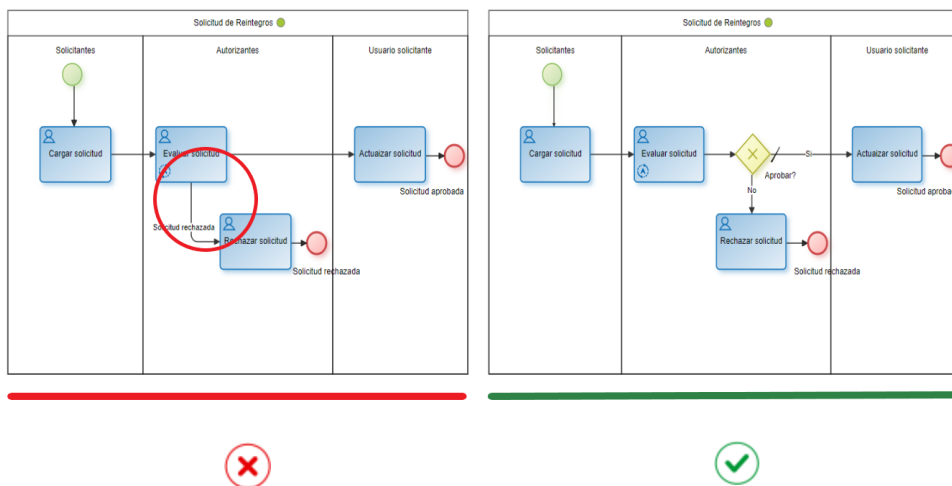 Solicitud de Reintegros
Solicitantes
Autorizantes
Usuario solicitante
Cargar solicitud
Evaluar solicitud
Actuaizar solicitud
Solicitud aprobada
Solicitud rechazada
Rechazar solicitud
Solicitud rechazada
Solicitud de Reintegros
Solicitantes
Autorizantes
Usuario solicitante
Cargar solicitud
Evaluar solicitud
Si
Actuaizar solicitud
Aprobar?
No
Solicitud aproba
Rechazar solicitud
Solicitud rechazada